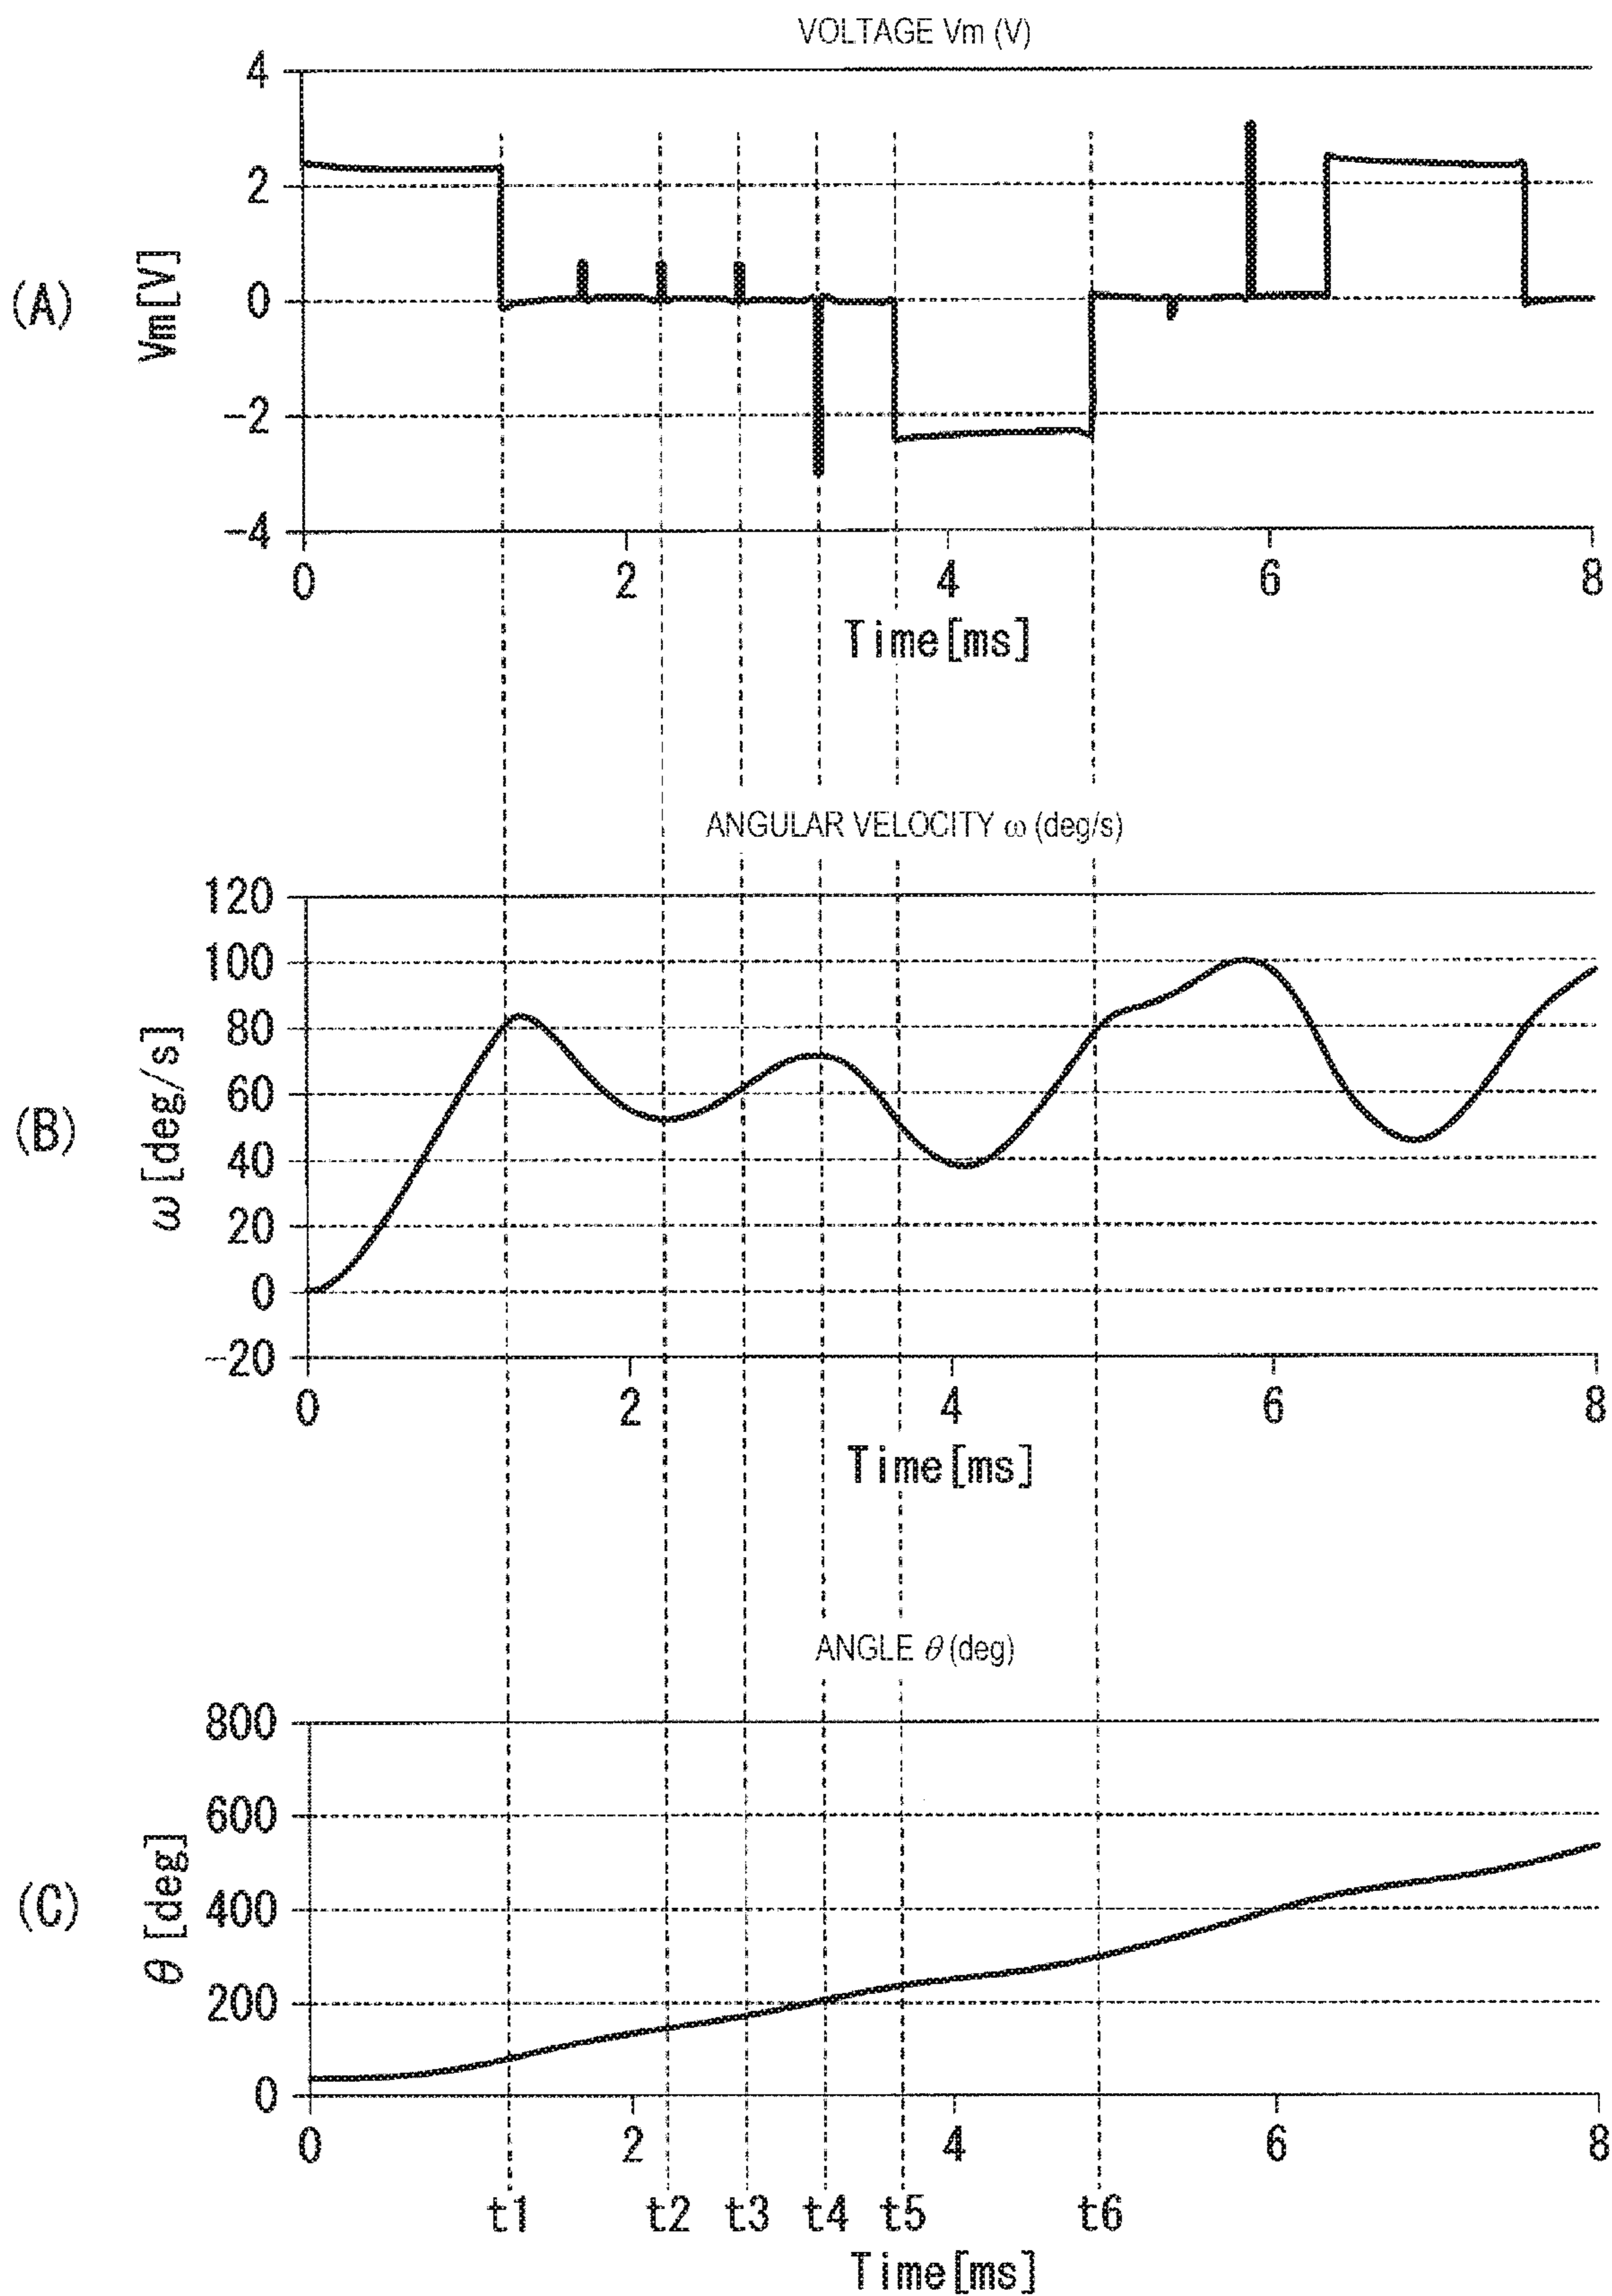 VOLTAGE Vm (V)
4
2
0
-2
-4
Vm[V]
(A)
0 2 4 6 8
Time[ms]
ANGULAR VELOCITY ω (deg/s)
120
100
80
60
40
20
0
-20
ω[deg/s]
(B)
0 2 4 6 8
Time[ms]
ANGLE θ (deg)
800
600
400
200
0
θ [deg]
(C)
0 2 4 6 8
t1 t2 t3 t4 t5 t6
Time[ms]